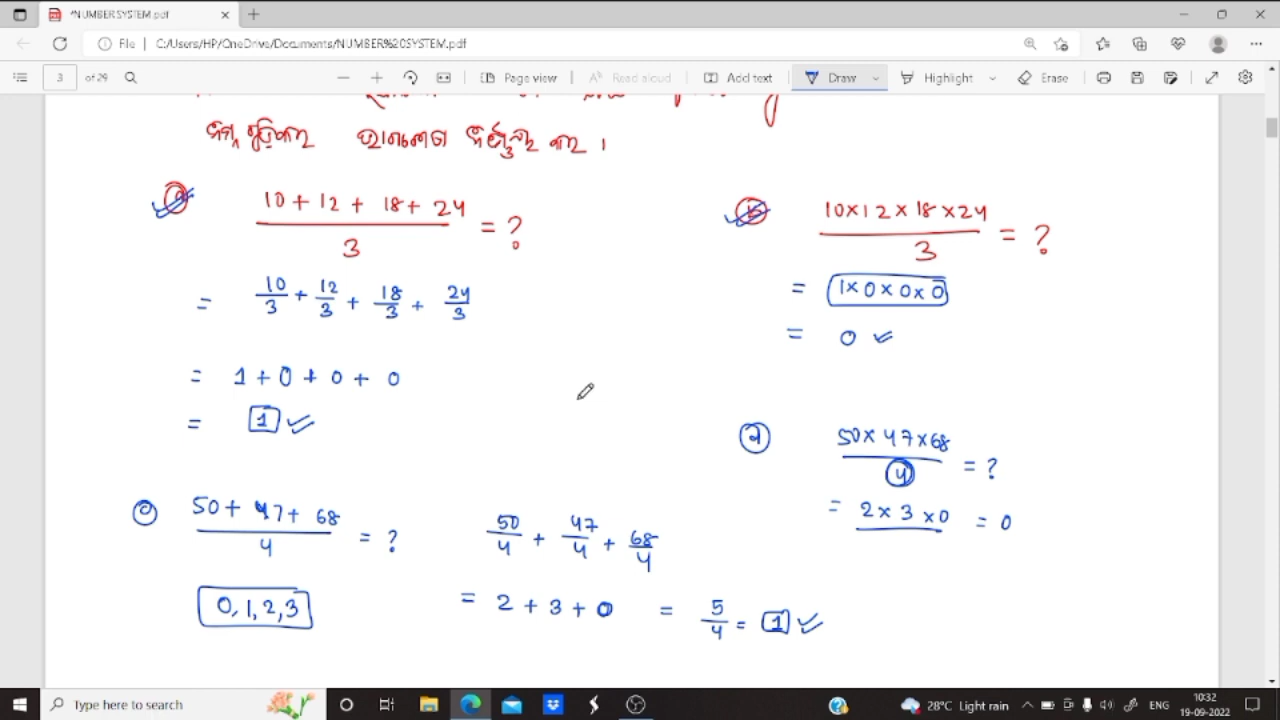 *NUMBER SYSTEM.pdf
File C:/Users/HP/OneDrive/Documents/NUMBER%20SYSTEM.pdf
3 of 29 Page view Read aloud Add text Draw Highlight Erase
10 + 12 + 18 + 24
3
= ?
= 10/3 + 12/3 + 18/3 + 24/3
= 1 + 0 + 0 + 0
= 1
10 × 12 × 18 × 24
3
= ?
= 1 × 0 × 0 × 0
= 0
50 + 47 + 68
4
= ?
0, 1, 2, 3
50/4 + 47/4 + 68/4
= 2 + 3 + 0 = 5/4 = 1
50 × 47 × 68
4
= ?
= 2 × 3 × 0 = 0
Type here to search
28°C Light rain
ENG
10:32
19-09-2022